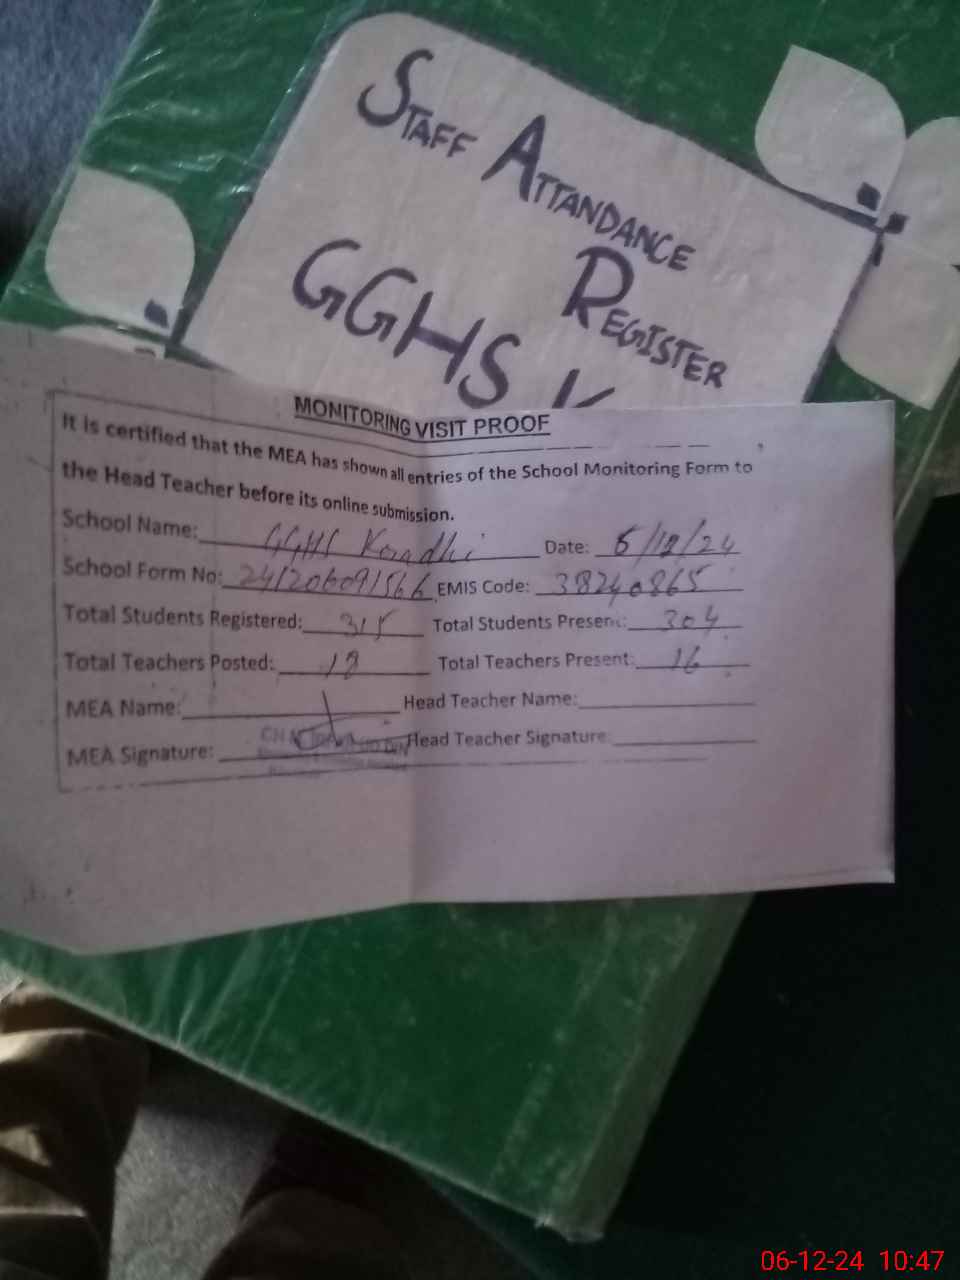 STAFF ATTANDANCE
REGISTER
GGHS K
MONITORING VISIT PROOF
It is certified that the MEA has shown all entries of the School Monitoring Form to
the Head Teacher before its online submission.
School Name: GGHS Koradhi Date: 6/12/24
School Form No: 241206091566 EMIS Code: 38240865
Total Students Registered: 315 Total Students Present: 304
Total Teachers Posted: 18 Total Teachers Present: 16
MEA Name: Head Teacher Name:
MEA Signature: Head Teacher Signature
06-12-24 10:47